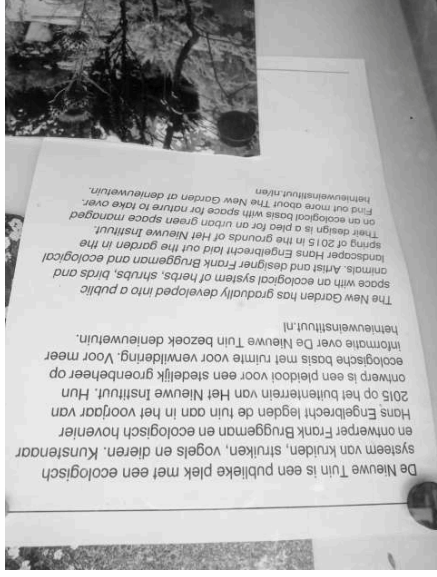 De Nieuwe Tuin is een publieke plek met een ecologisch
systeem van kruiden, struiken, vogels en dieren. Kunstenaar
en ontwerper Frank Bruggeman en ecologisch hovenier
Hans Engelbrecht legden de tuin aan in het voorjaar van
2015 op het buitenterrein van Het Nieuwe Instituut. Hun
ontwerp is een pleidooi voor een stedelijk groenbeheer op
ecologische basis met ruimte voor verwildering. Voor meer
informatie over De Nieuwe Tuin bezoek denieuwetuin.
hetnieuweinstituut.nl
The New Garden has gradually developed into a public
space with an ecological system of herbs, shrubs, birds and
animals. Artist and designer Frank Bruggeman and ecological
landscaper Hans Engelbrecht laid out the garden in the
spring of 2015 in the grounds of Het Nieuwe Instituut.
Their design is a plea for an urban green space managed
on an ecological basis with space for nature to take over.
Find out more about The New Garden at denieuwetuin.
hetnieuweinstituut.nl/en